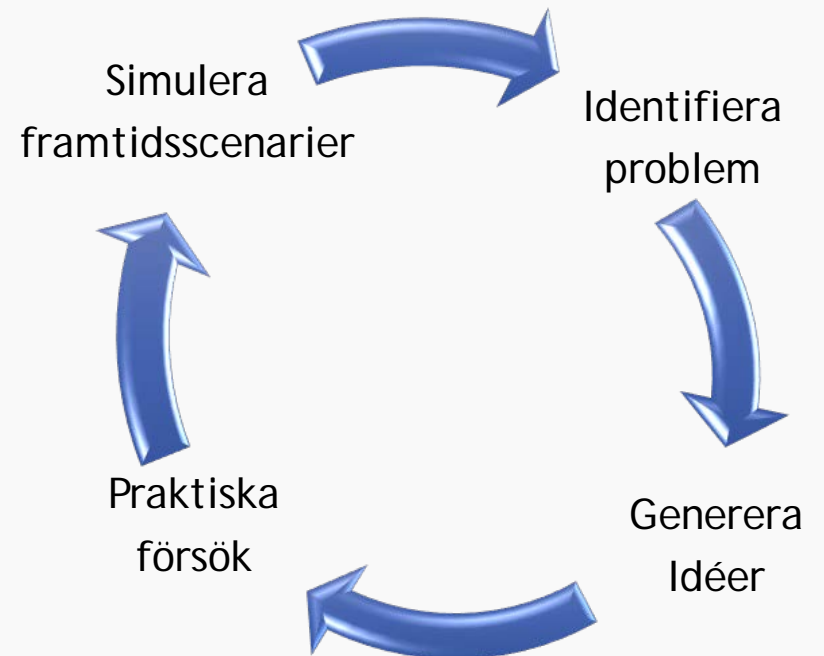 Simulera
framtidsscenarier
Identifiera
problem
Generera
Idéer
Praktiska
försök